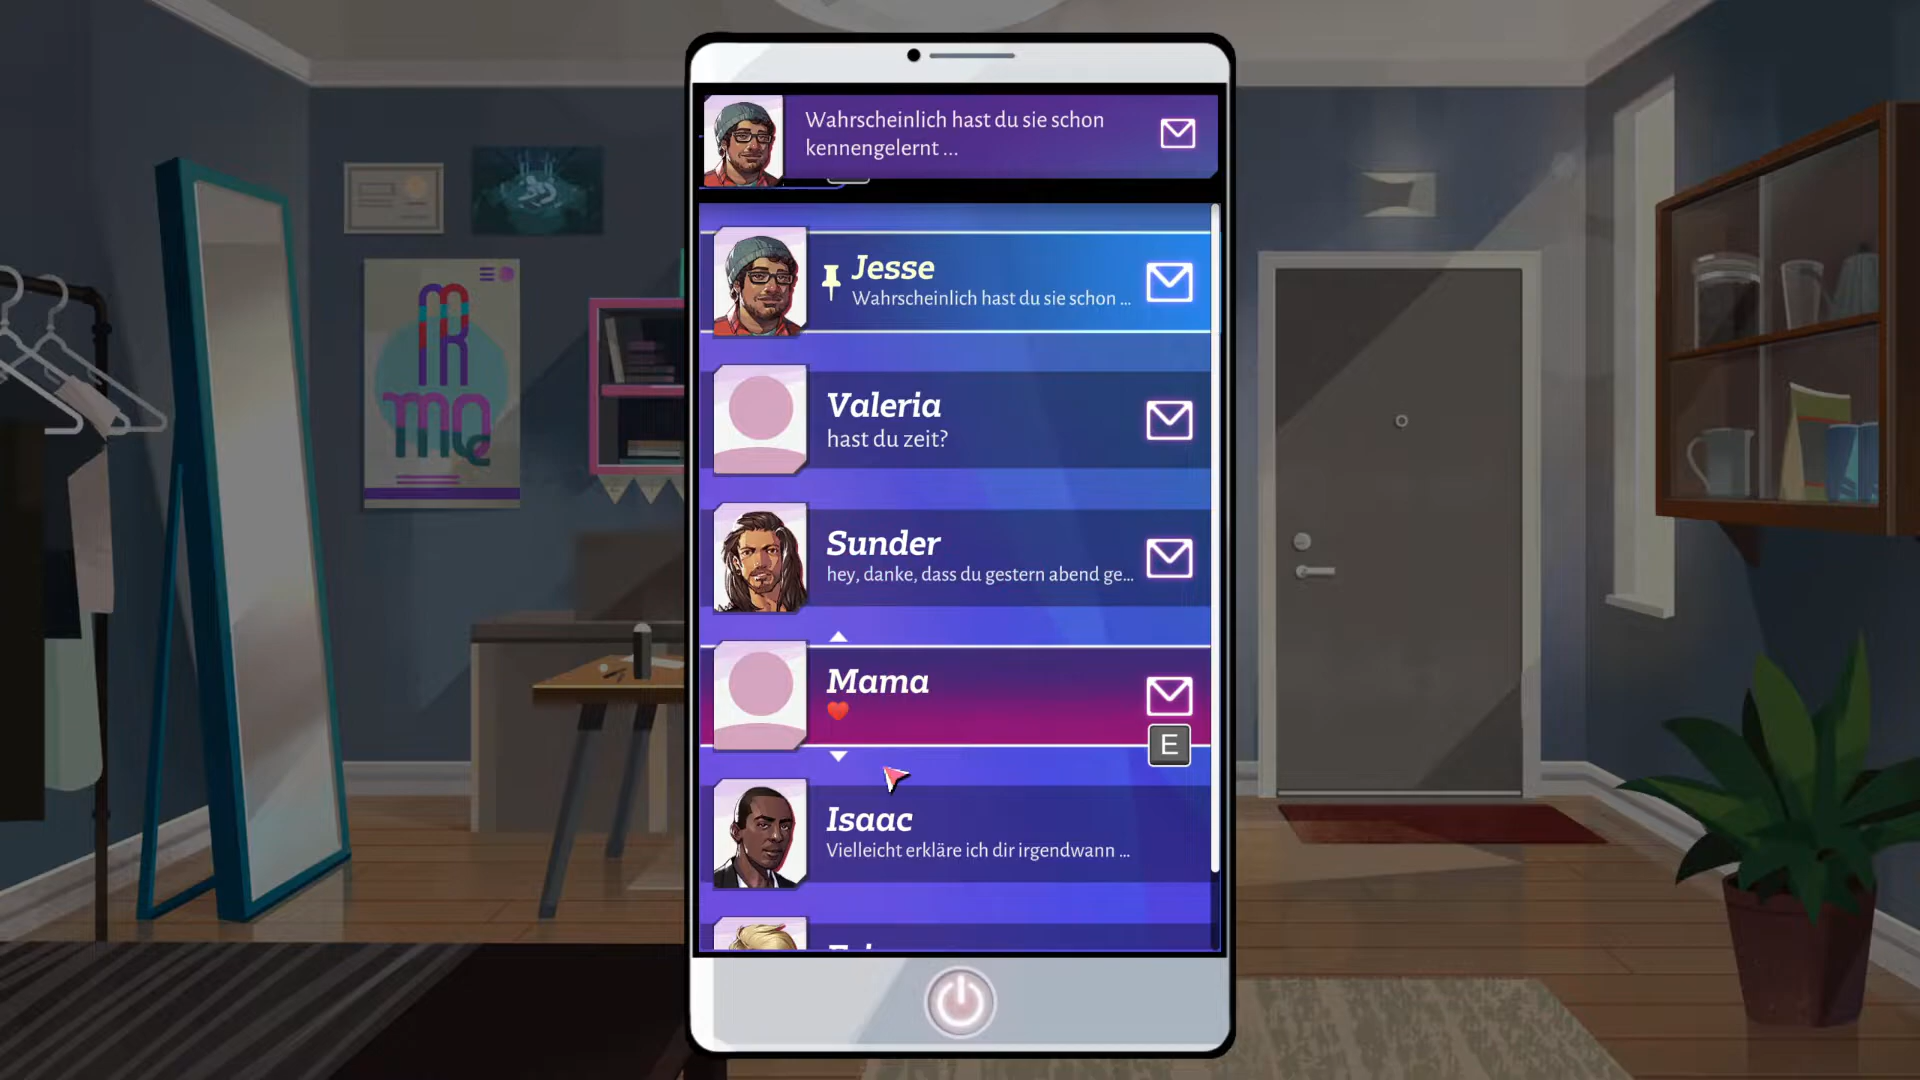 Wahrscheinlich hast du sie schon
kennengelernt ...
Jesse
Wahrscheinlich hast du sie schon ...
Valeria
hast du zeit?
Sunder
hey, danke, dass du gestern abend ge...
Mama
E
Isaac
Vielleicht erkläre ich dir irgendwann ...